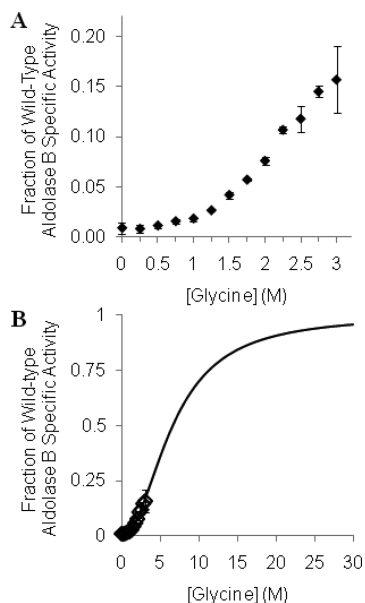 A
Fraction of Wild-Type
Aldolase B Specific Activity
0.20
0.15
0.10
0.05
0.00
0 0.5 1 1.5 2 2.5 3
[Glycine] (M)
B
Fraction of Wild-type
Aldolase B Specific Activity
1
0.75
0.5
0.25
0
0 5 10 15 20 25 30
[Glycine] (M)